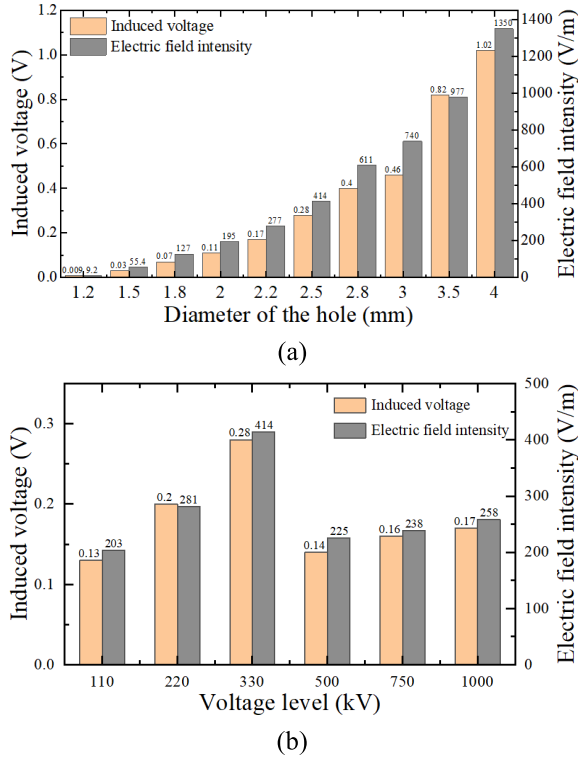 Induced voltage (V)
Electric field intensity (V/m)
Induced voltage
Electric field intensity
1.2
1.0
0.8
0.6
0.4
0.2
0.0
1400
1200
1000
800
600
400
200
0
0.009 9.2
0.03 55.4
0.07 127
0.11 195
0.17 277
0.28 414
0.4 611
0.46 740
0.82 977
1.02 1350
1.2 1.5 1.8 2 2.2 2.5 2.8 3 3.5 4
Diameter of the hole (mm)
(a)
Induced voltage (V)
Electric field intensity (V/m)
Induced voltage
Electric field intensity
0.3
0.2
0.1
0.0
500
400
300
200
100
0
0.13 203
0.2 281
0.28 414
0.14 225
0.16 238
0.17 258
110 220 330 500 750 1000
Voltage level (kV)
(b)